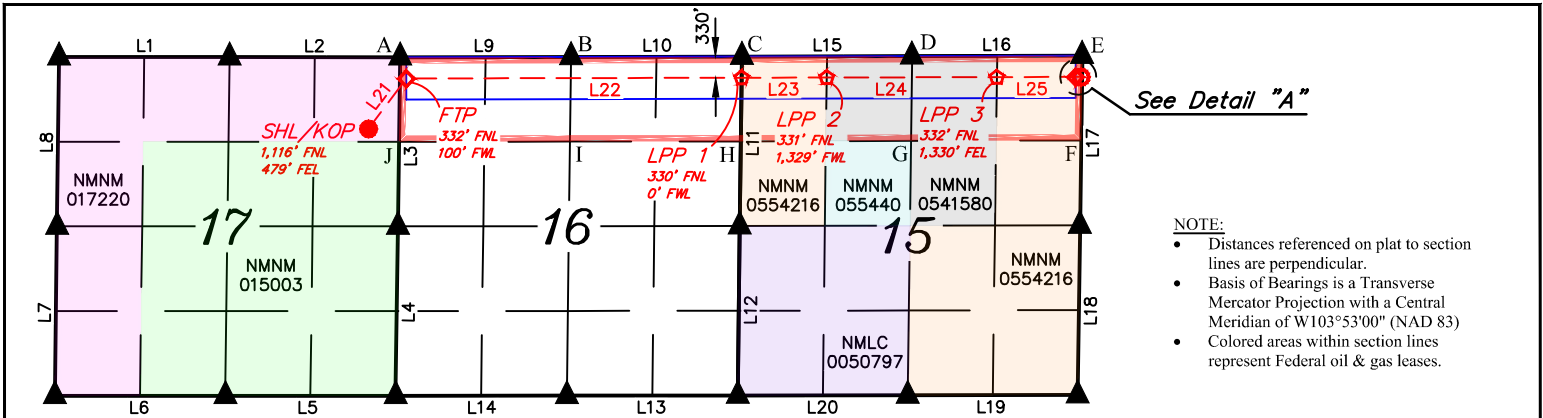 330'
L1
L2
A
L9
B
L10
C
L15
D
L16
E
L21
L22
L23
L24
L25
See Detail "A"
FTP
332' FNL
100' FWL
SHL/KOP
1,116' FNL
479' FEL
LPP 1
330' FNL
0' FWL
LPP 2
331' FNL
1,329' FWL
LPP 3
332' FNL
1,330' FEL
L8
J
L3
I
H
L11
G
F
L17
NMNM
017220
17
16
15
NMNM
0554216
NMNM
055440
NMNM
0541580
NMNM
015003
NMNM
0554216
NMLC
0050797
L7
L4
L12
L18
L6
L5
L14
L13
L20
L19
NOTE:
• Distances referenced on plat to section
lines are perpendicular.
• Basis of Bearings is a Transverse
Mercator Projection with a Central
Meridian of W103°53'00" (NAD 83)
• Colored areas within section lines
represent Federal oil & gas leases.